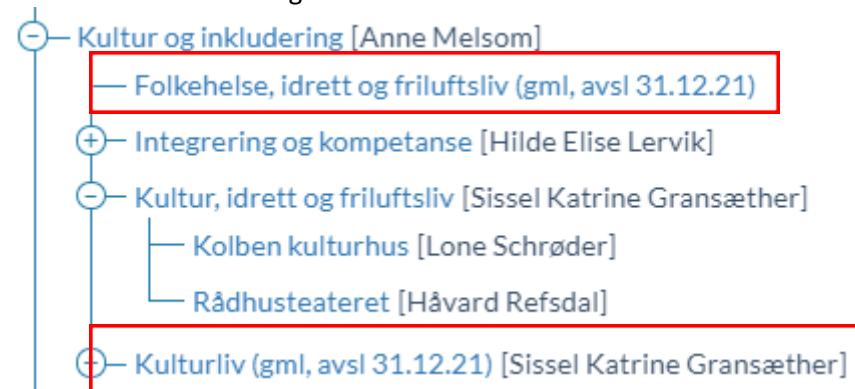 Kultur og inkludering [Anne Melsom]
Folkehelse, idrett og friluftsliv (gml, avsl 31.12.21)
Integrering og kompetanse [Hilde Elise Lervik]
Kultur, idrett og friluftsliv [Sissel Katrine Gransæther]
Kolben kulturhus [Lone Schrøder]
Rådhusteateret [Håvard Refsdal]
Kulturliv (gml, avsl 31.12.21) [Sissel Katrine Gransæther]